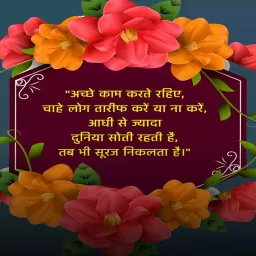 “अच्छे काम करते रहिए,
चाहे लोग तारीफ करें या ना करें,
आधी से ज्यादा
दुनिया सोती रहती है,
तब भी सूरज निकलता है।”